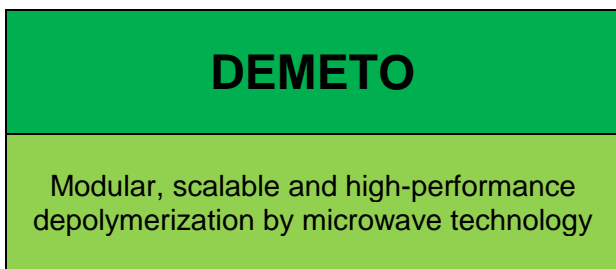 DEMETO
Modular, scalable and high-performance
depolymerization by microwave technology